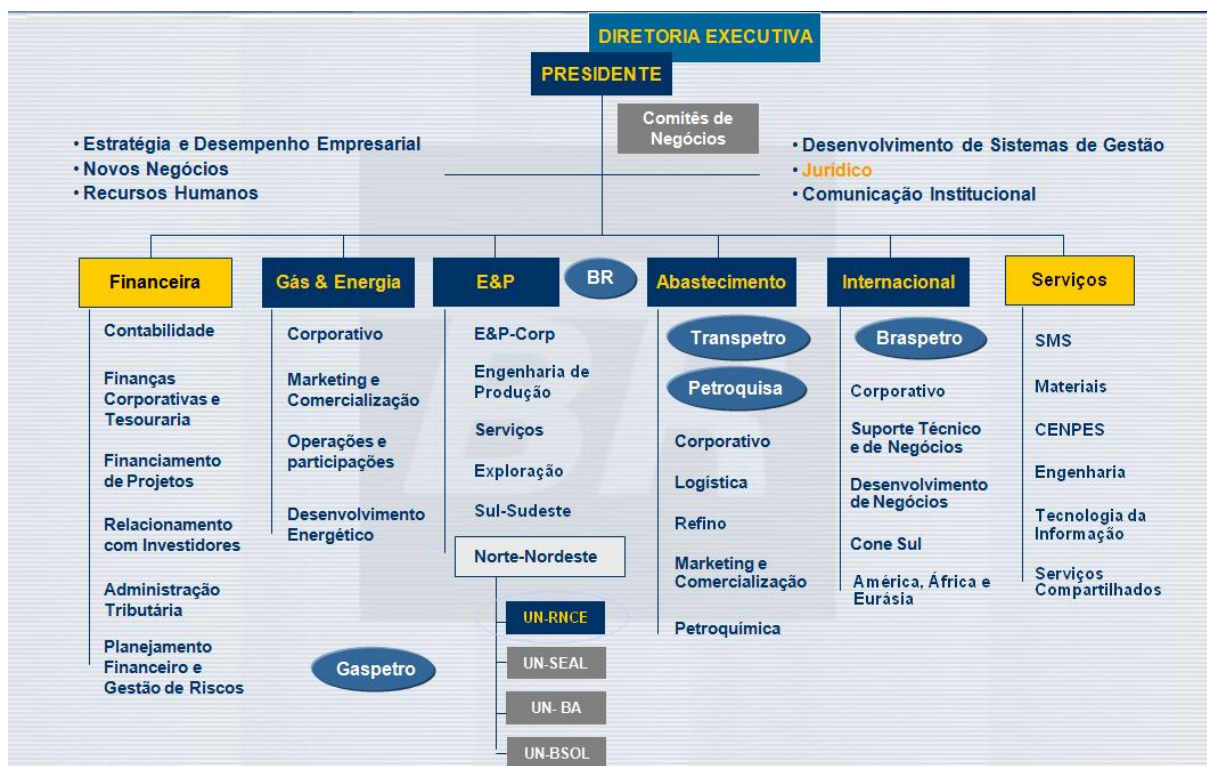 DIRETORIA EXECUTIVA
PRESIDENTE
Comitês de
Negócios
• Estratégia e Desempenho Empresarial
• Novos Negócios
• Recursos Humanos
• Desenvolvimento de Sistemas de Gestão
• Jurídico
• Comunicação Institucional
Financeira
Contabilidade
Finanças
Corporativas e
Tesouraria
Financiamento
de Projetos
Relacionamento
com Investidores
Administração
Tributária
Planejamento
Financeiro e
Gestão de Riscos
Gás & Energia
Corporativo
Marketing e
Comercialização
Operações e
participações
Desenvolvimento
Energético
Gaspetro
E&P
E&P-Corp
Engenharia de
Produção
Serviços
Exploração
Sul-Sudeste
Norte-Nordeste
UN-RNCE
UN-SEAL
UN- BA
UN-BSOL
BR
Abastecimento
Transpetro
Petroquisa
Corporativo
Logística
Refino
Marketing e
Comercialização
Petroquímica
Internacional
Braspetro
Corporativo
Suporte Técnico
e de Negócios
Desenvolvimento
de Negócios
Cone Sul
América, África e
Eurásia
Serviços
SMS
Materiais
CENPES
Engenharia
Tecnologia da
Informação
Serviços
Compartilhados
BR